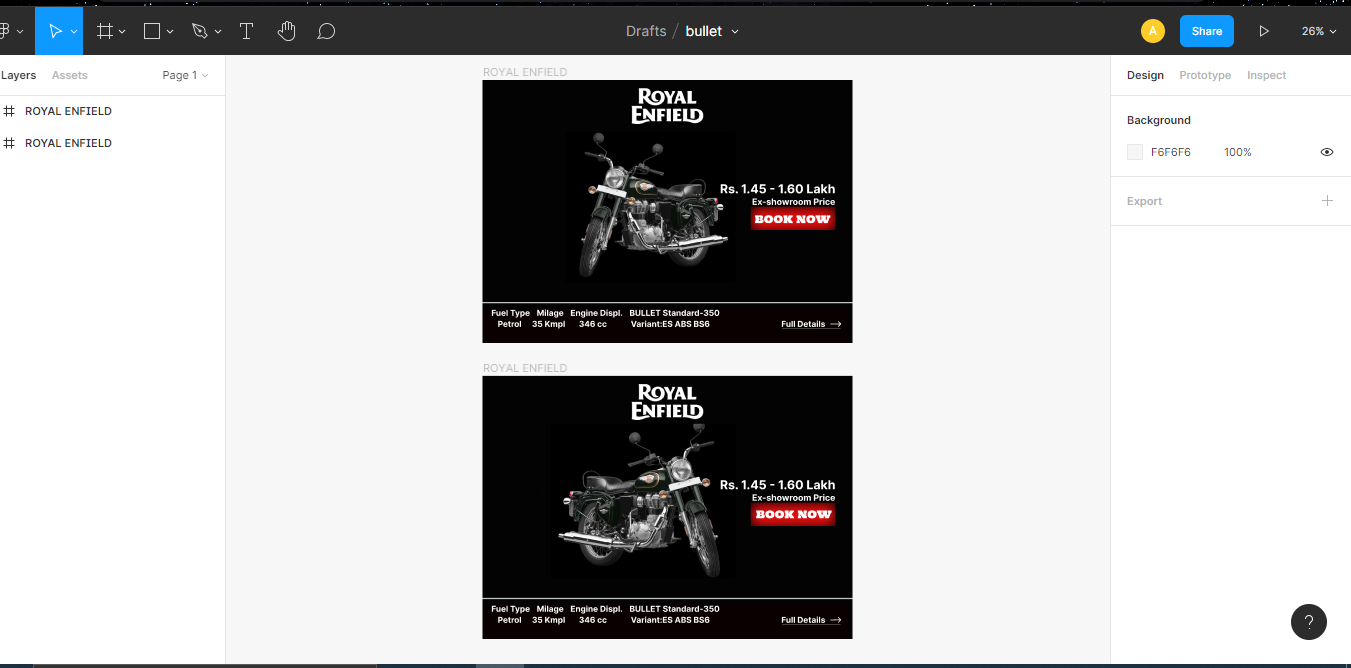 Drafts / bullet
A
Share
26%
Layers Assets Page 1
ROYAL ENFIELD
ROYAL ENFIELD
ROYAL ENFIELD
ROYAL
ENFIELD
Rs. 1.45 - 1.60 Lakh
Ex-showroom Price
BOOK NOW
Fuel Type Milage Engine Displ. BULLET Standard-350
Petrol 35 Kmpl 346 cc Variant:ES ABS BS6
Full Details
ROYAL ENFIELD
ROYAL
ENFIELD
Rs. 1.45 - 1.60 Lakh
Ex-showroom Price
BOOK NOW
Fuel Type Milage Engine Displ. BULLET Standard-350
Petrol 35 Kmpl 346 cc Variant:ES ABS BS6
Full Details
Design Prototype Inspect
Background
F6F6F6 100%
Export
?